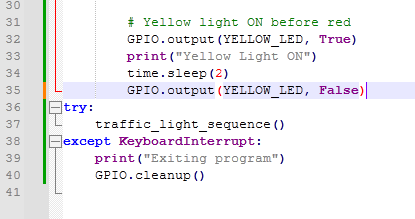 30
31 # Yellow light ON before red
32 GPIO.output(YELLOW_LED, True)
33 print("Yellow Light ON")
34 time.sleep(2)
35 GPIO.output(YELLOW_LED, False)
36 try:
37 traffic_light_sequence()
38 except KeyboardInterrupt:
39 print("Exiting program")
40 GPIO.cleanup()
41